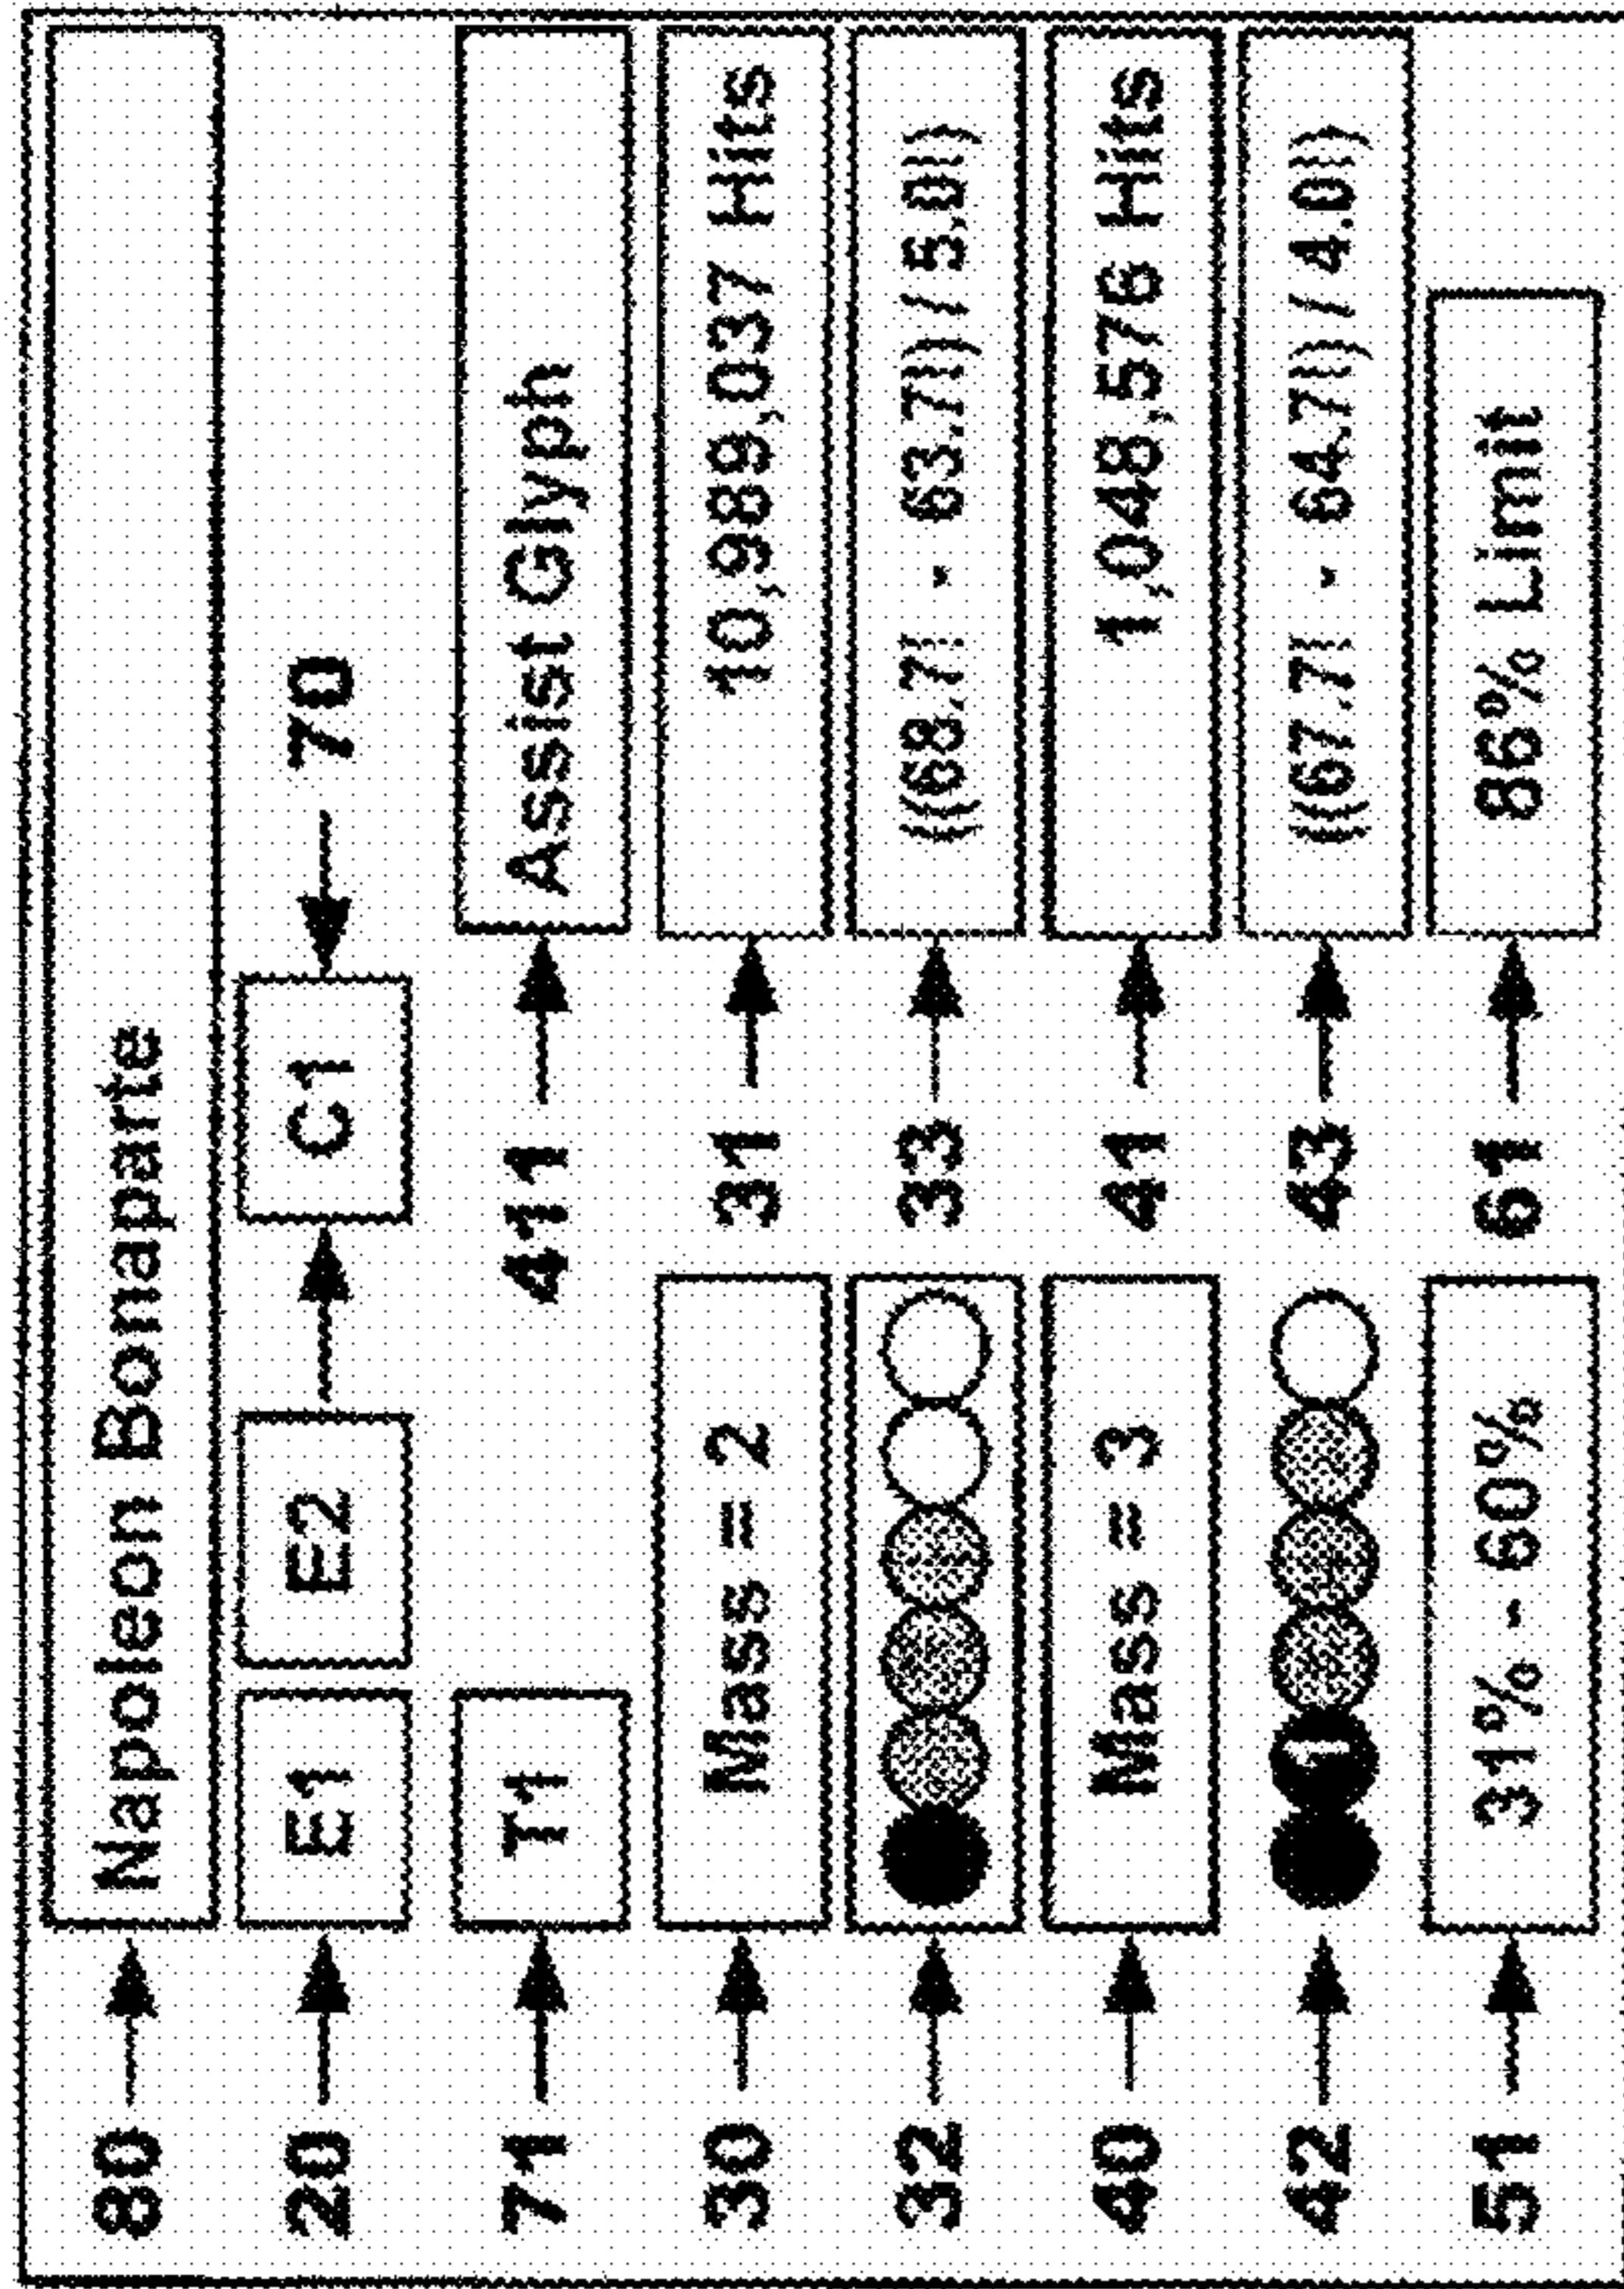 80 Napoleon Bonaparte
20 E1 E2 C1 70
71 T1 411 Assist Glyph
30 Mass = 2 31 10,989,037 Hits
32 33 ((68.7! - 63.7!) / 5.0!)
40 Mass = 3 41 1,048,576 Hits
42 1 43 ((67.7! - 64.7!) / 4.0!)
51 31% - 60% 61 86% Limit